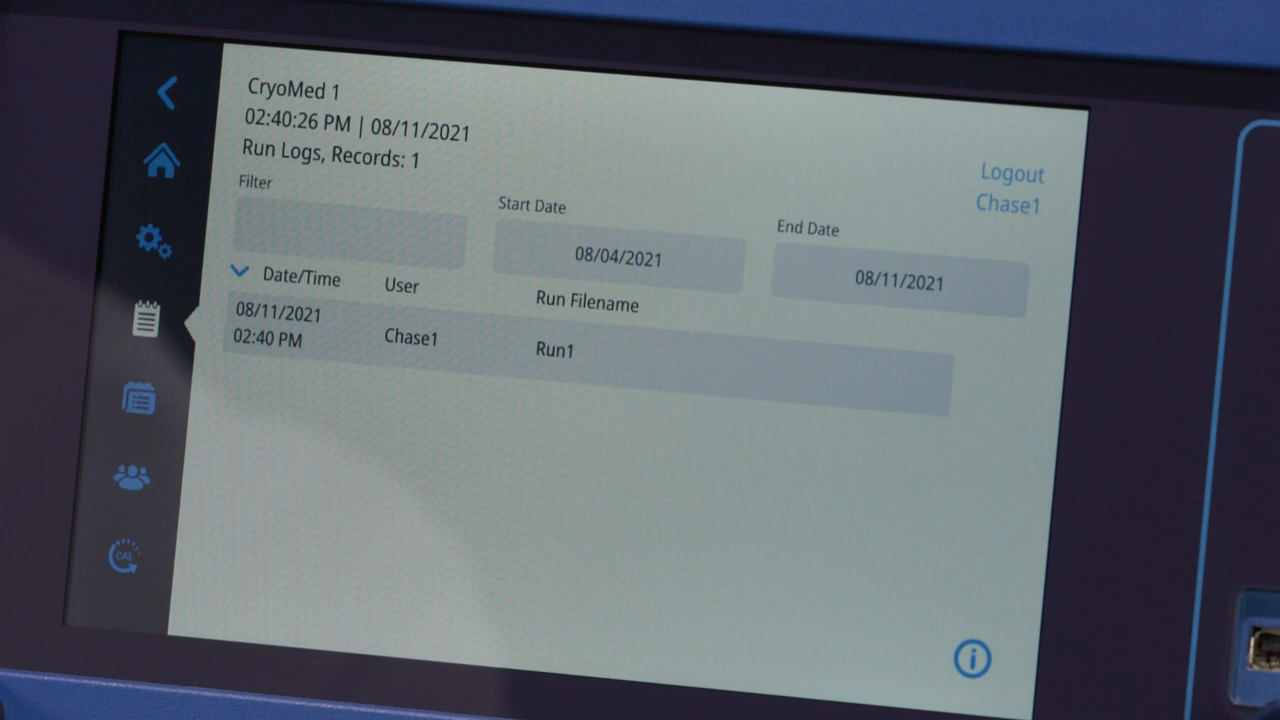 CryoMed 1
02:40:26 PM | 08/11/2021
Run Logs, Records: 1
Logout
Chase1
Filter
Start Date
End Date
08/04/2021
08/11/2021
Date/Time
User
Run Filename
08/11/2021
02:40 PM
Chase1
Run1
CAL